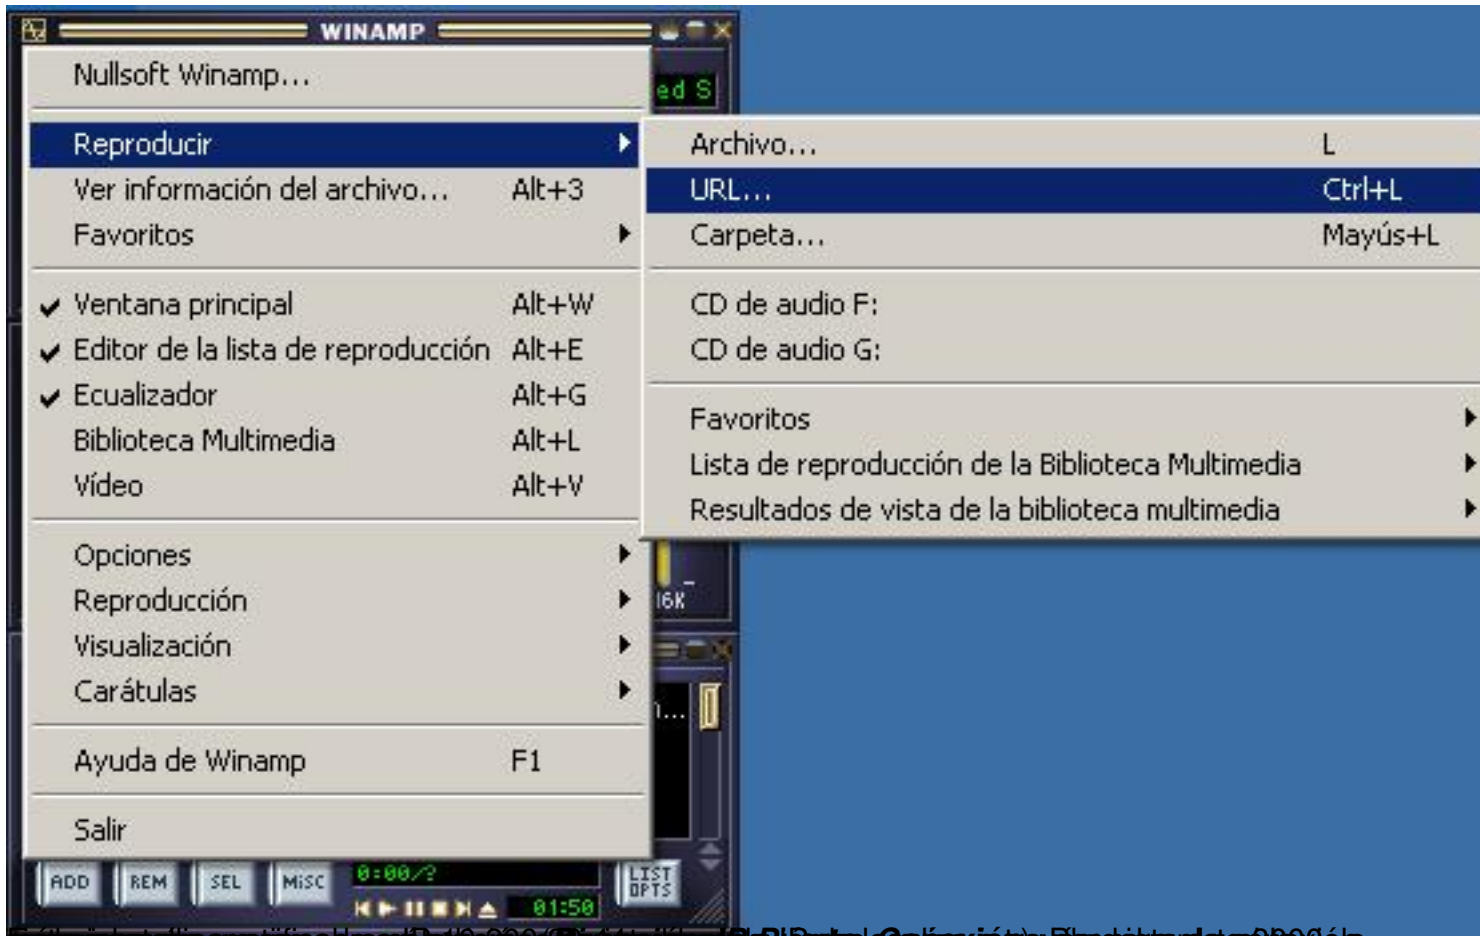 WINAMP
Nullsoft Winamp...
ed S
Reproducir
Ver información del archivo... Alt+3
Favoritos
Ventana principal Alt+W
Editor de la lista de reproducción Alt+E
Ecualizador Alt+G
Biblioteca Multimedia Alt+L
Vídeo Alt+V
Opciones
Reproducción
Visualización
Carátulas
Ayuda de Winamp F1
Salir
Archivo... L
URL... Ctrl+L
Carpeta... Mayús+L
CD de audio F:
CD de audio G:
Favoritos
Lista de reproducción de la Biblioteca Multimedia
Resultados de vista de la biblioteca multimedia
16K
ADD REM SEL MISC 0:00/? LIST OPTS
01:50